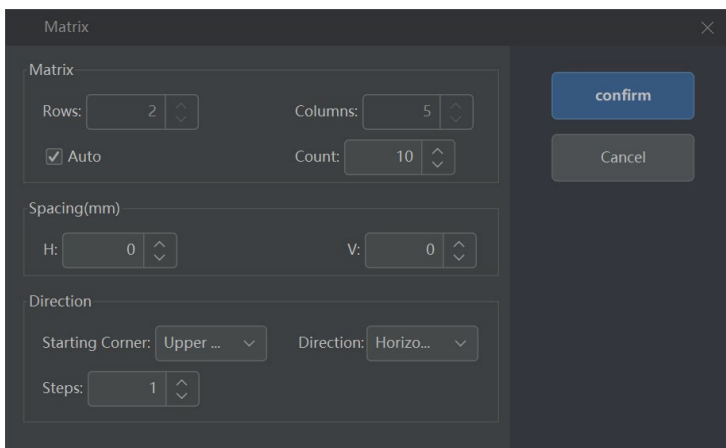 Matrix
Matrix
Rows: 2 Columns: 5
Auto Count: 10
confirm
Cancel
Spacing(mm)
H: 0 V: 0
Direction
Starting Corner: Upper ... Direction: Horizo...
Steps: 1